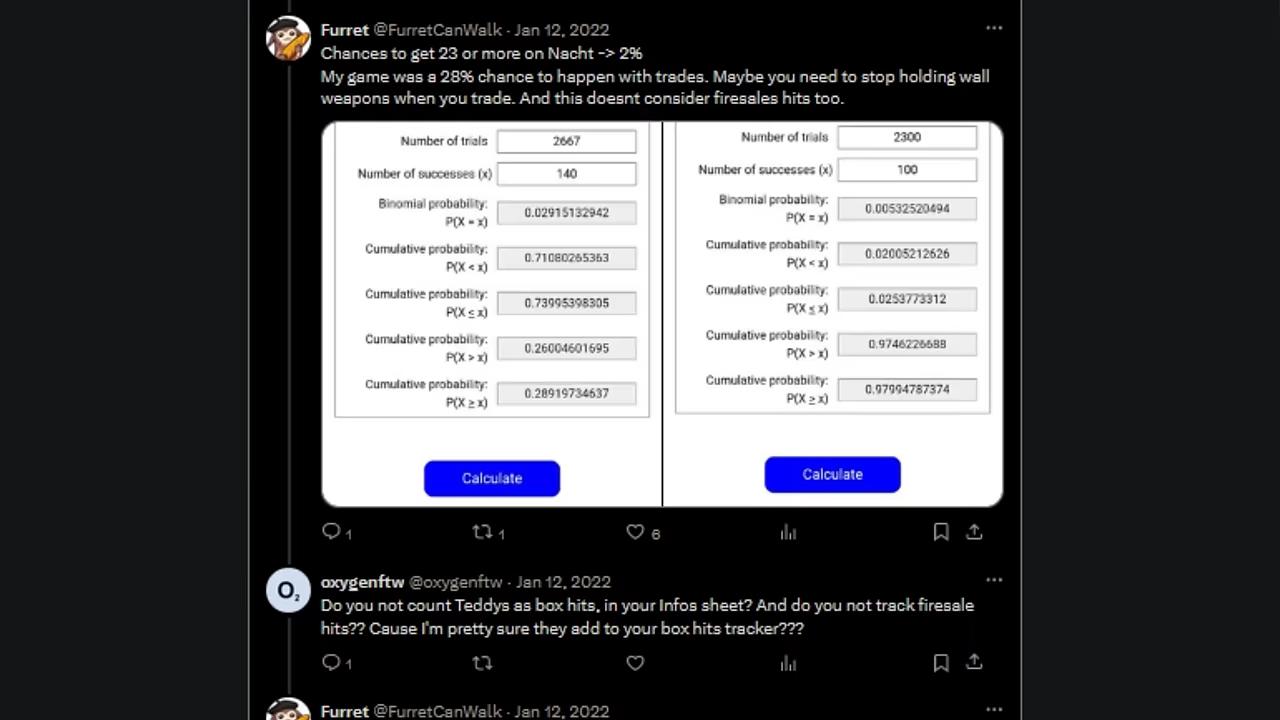 Furret @FurretCanWalk · Jan 12, 2022
Chances to get 23 or more on Nacht -> 2%
My game was a 28% chance to happen with trades. Maybe you need to stop holding wall
weapons when you trade. And this doesnt consider firesales hits too.
Number of trials 2667
Number of successes (x) 140
Binomial probability:
P(X = x) 0.02915132942
Cumulative probability:
P(X < x) 0.71080265363
Cumulative probability:
P(X ≤ x) 0.73995398305
Cumulative probability:
P(X > x) 0.26004601695
Cumulative probability:
P(X ≥ x) 0.28919734637
Calculate
Number of trials 2300
Number of successes (x) 100
Binomial probability:
P(X = x) 0.00532520494
Cumulative probability:
P(X < x) 0.02005212626
Cumulative probability:
P(X ≤ x) 0.0253773312
Cumulative probability:
P(X > x) 0.9746226688
Cumulative probability:
P(X ≥ x) 0.97994787374
Calculate
1 1 6
O₂
oxygenftw @oxygenftw · Jan 12, 2022
Do you not count Teddys as box hits, in your Infos sheet? And do you not track firesale
hits?? Cause I'm pretty sure they add to your box hits tracker???
1
Furret @FurretCanWalk · Jan 12, 2022